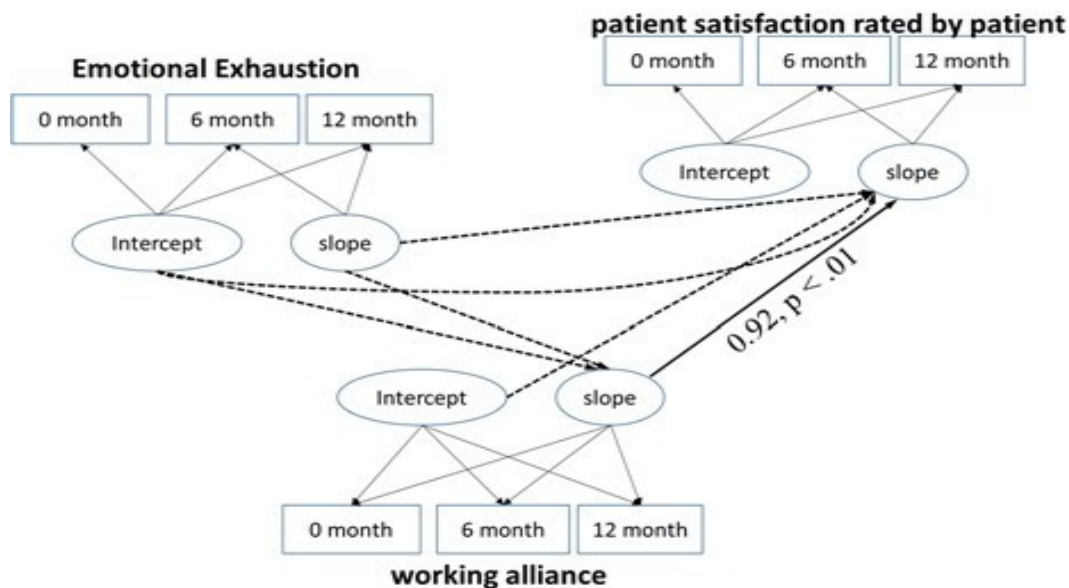 patient satisfaction rated by patient
0 month
6 month
12 month
Intercept
slope
Emotional Exhaustion
0 month
6 month
12 month
Intercept
slope
0.92, p < .01
Intercept
slope
0 month
6 month
12 month
working alliance